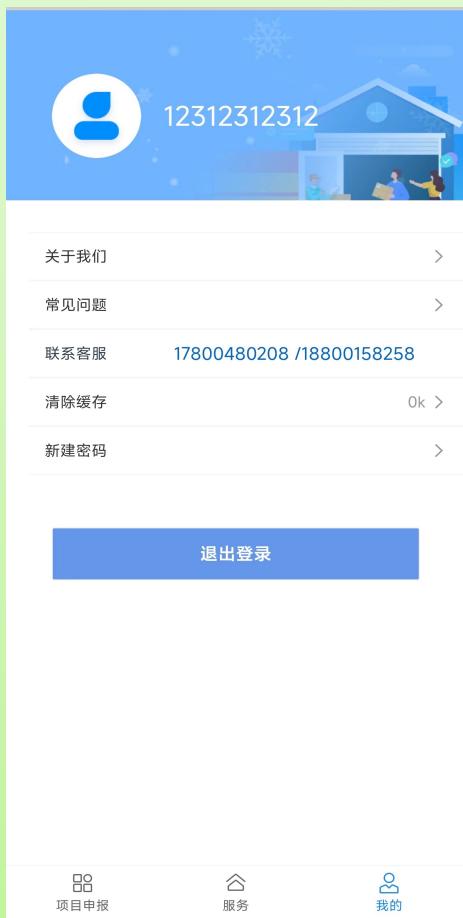 12312312312
关于我们
常见问题
联系客服 17800480208 /18800158258
清除缓存 0k
新建密码
退出登录
项目申报 服务 我的